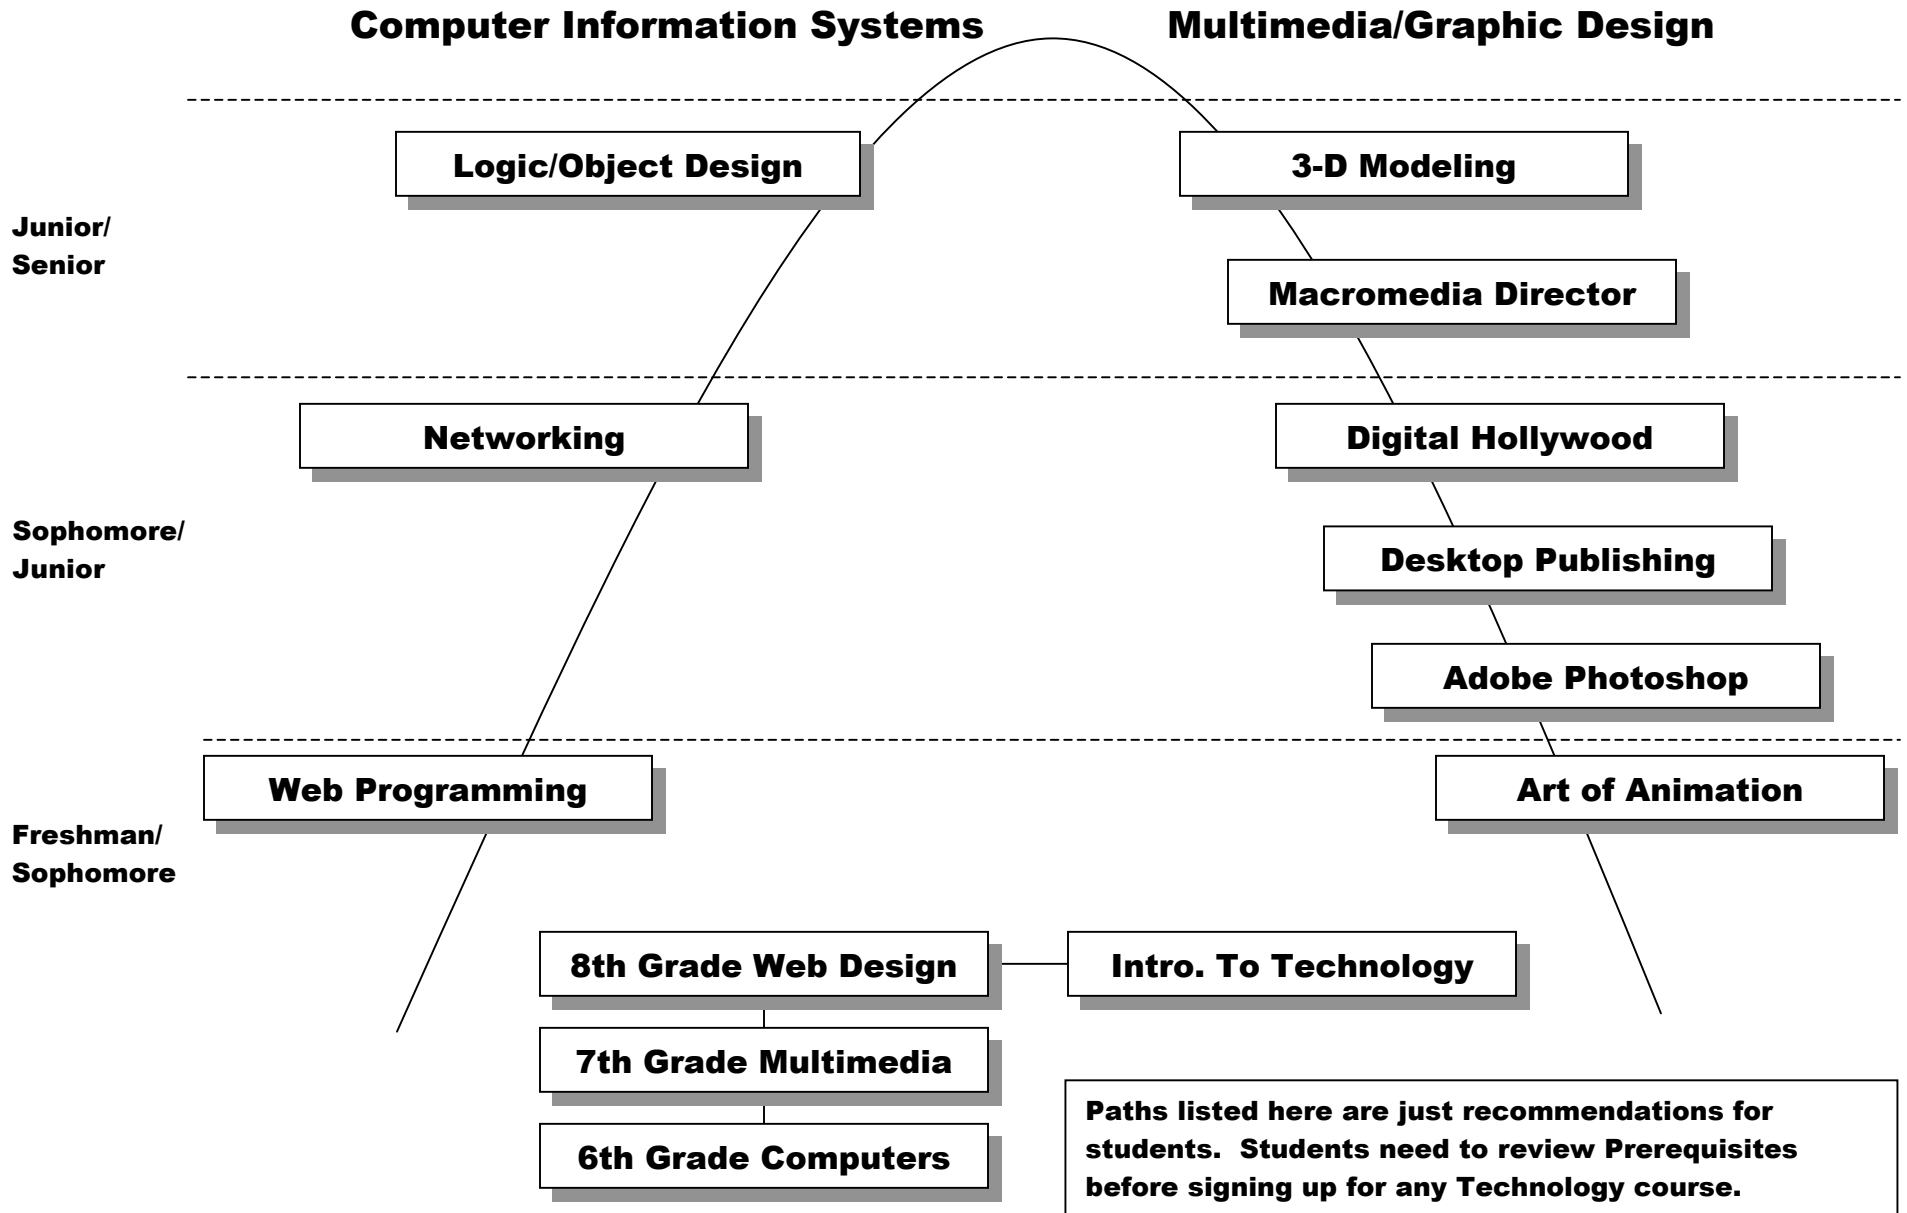 Computer Information Systems
Multimedia/Graphic Design
Logic/Object Design
3-D Modeling
Junior/
Senior
Macromedia Director
Networking
Digital Hollywood
Sophomore/
Junior
Desktop Publishing
Adobe Photoshop
Web Programming
Art of Animation
Freshman/
Sophomore
8th Grade Web Design
Intro. To Technology
7th Grade Multimedia
6th Grade Computers
Paths listed here are just recommendations for
students.  Students need to review Prerequisites
before signing up for any Technology course.